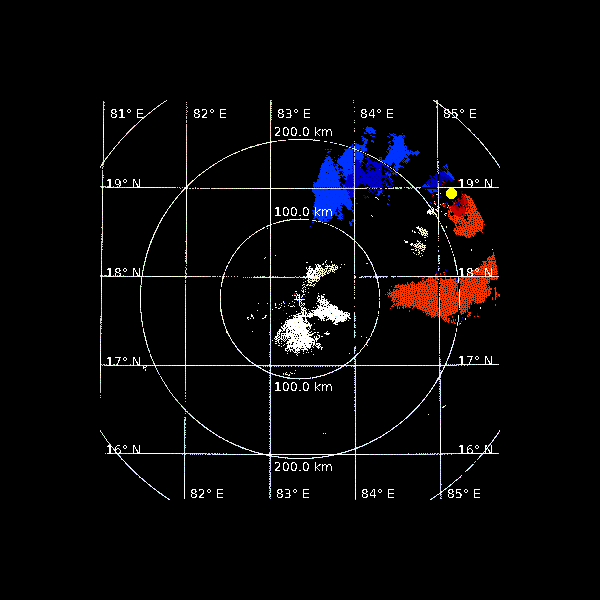 81° E 82° E 83° E 84° E 85° E
200.0 km
19° N 19° N
100.0 km
18° N 18° N
17° N 17° N
100.0 km
16° N 16° N
200.0 km
82° E 83° E 84° E 85° E